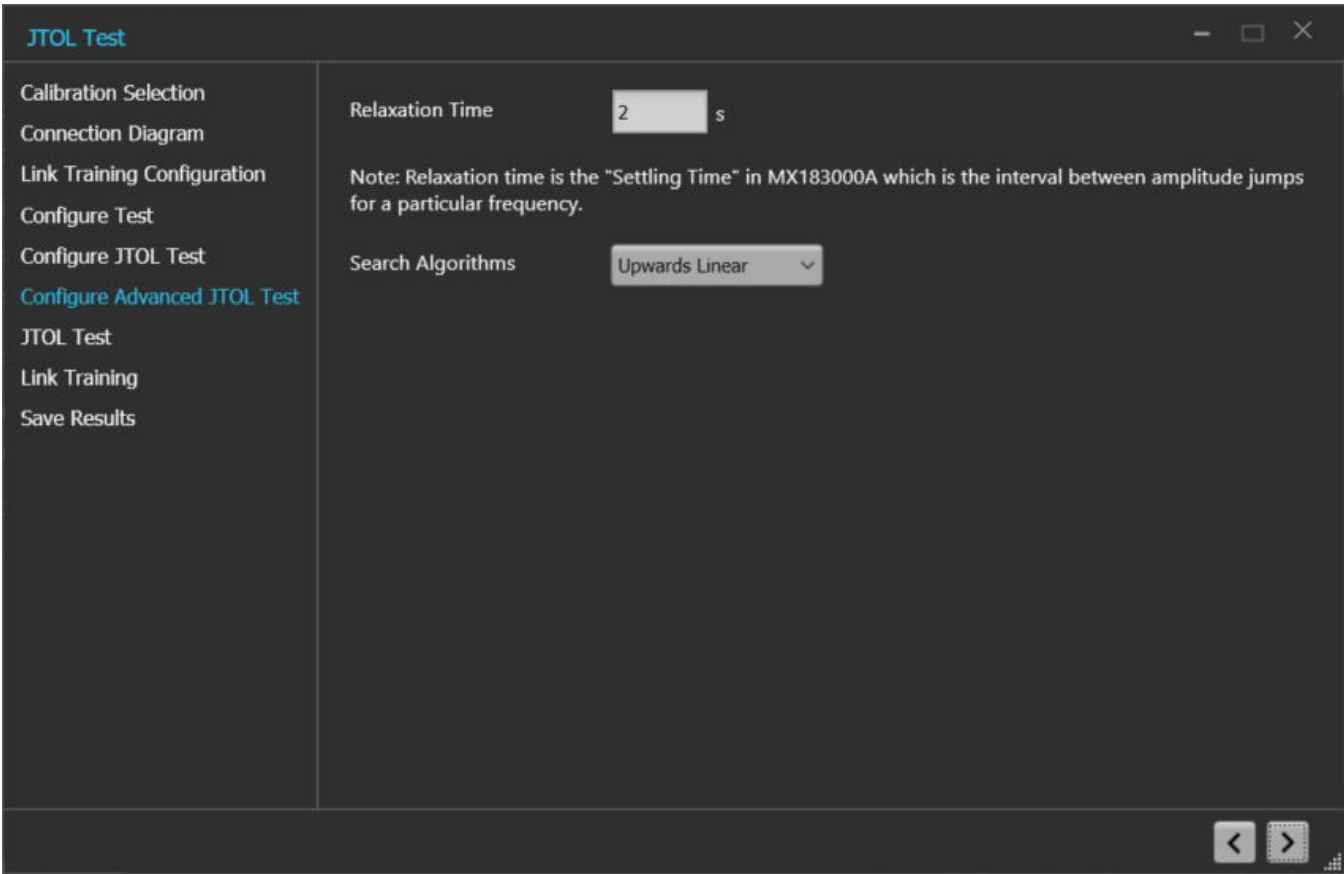 JTOL Test
Calibration Selection
Connection Diagram
Link Training Configuration
Configure Test
Configure JTOL Test
Configure Advanced JTOL Test
JTOL Test
Link Training
Save Results
Relaxation Time 2 s
Note: Relaxation time is the "Settling Time" in MX183000A which is the interval between amplitude jumps
for a particular frequency.
Search Algorithms Upwards Linear